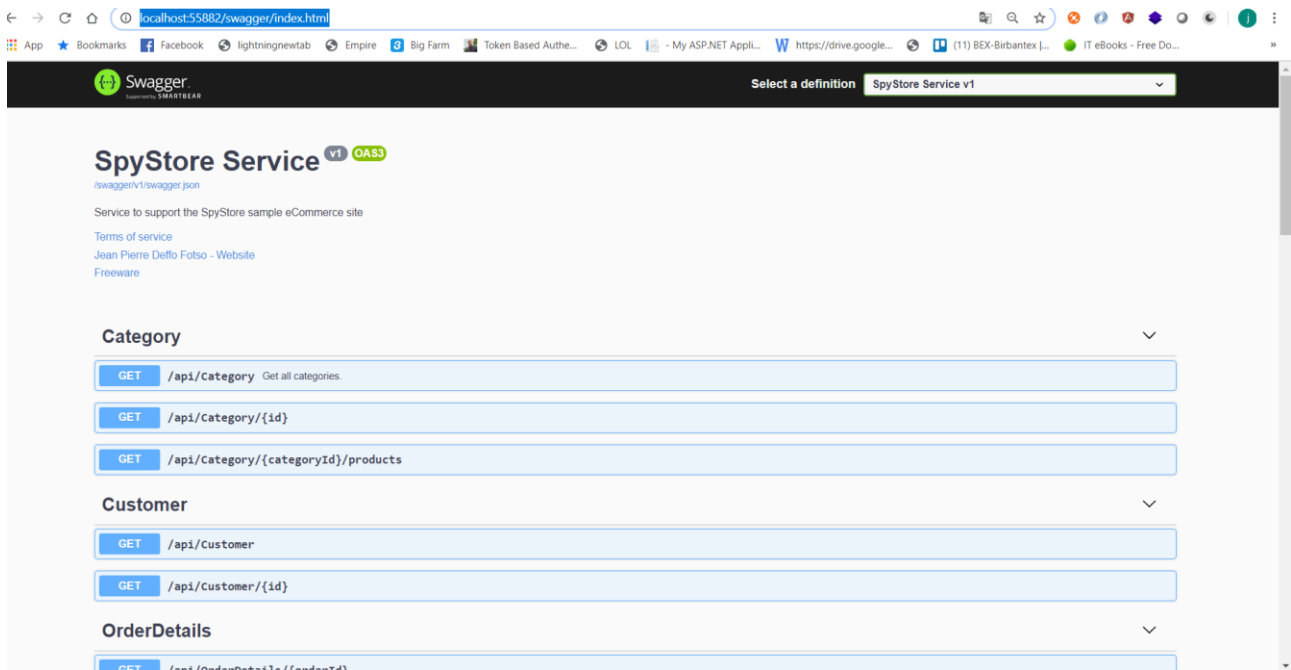 localhost:55882/swagger/index.html
App Bookmarks Facebook lightningnewtab Empire Big Farm Token Based Authe... LOL - My ASP.NET Appli... https://drive.google... (11) BEX-Birbantex |... IT eBooks - Free Do... »
Swagger.
Supported by SMARTBEAR
Select a definition SpyStore Service v1
SpyStore Service v1 OAS3
/swagger/v1/swagger.json
Service to support the SpyStore sample eCommerce site
Terms of service
Jean Pierre Deffo Fotso - Website
Freeware
Category
GET /api/Category Get all categories.
GET /api/Category/{id}
GET /api/Category/{categoryId}/products
Customer
GET /api/Customer
GET /api/Customer/{id}
OrderDetails
GET /api/OrderDetails/{orderId}